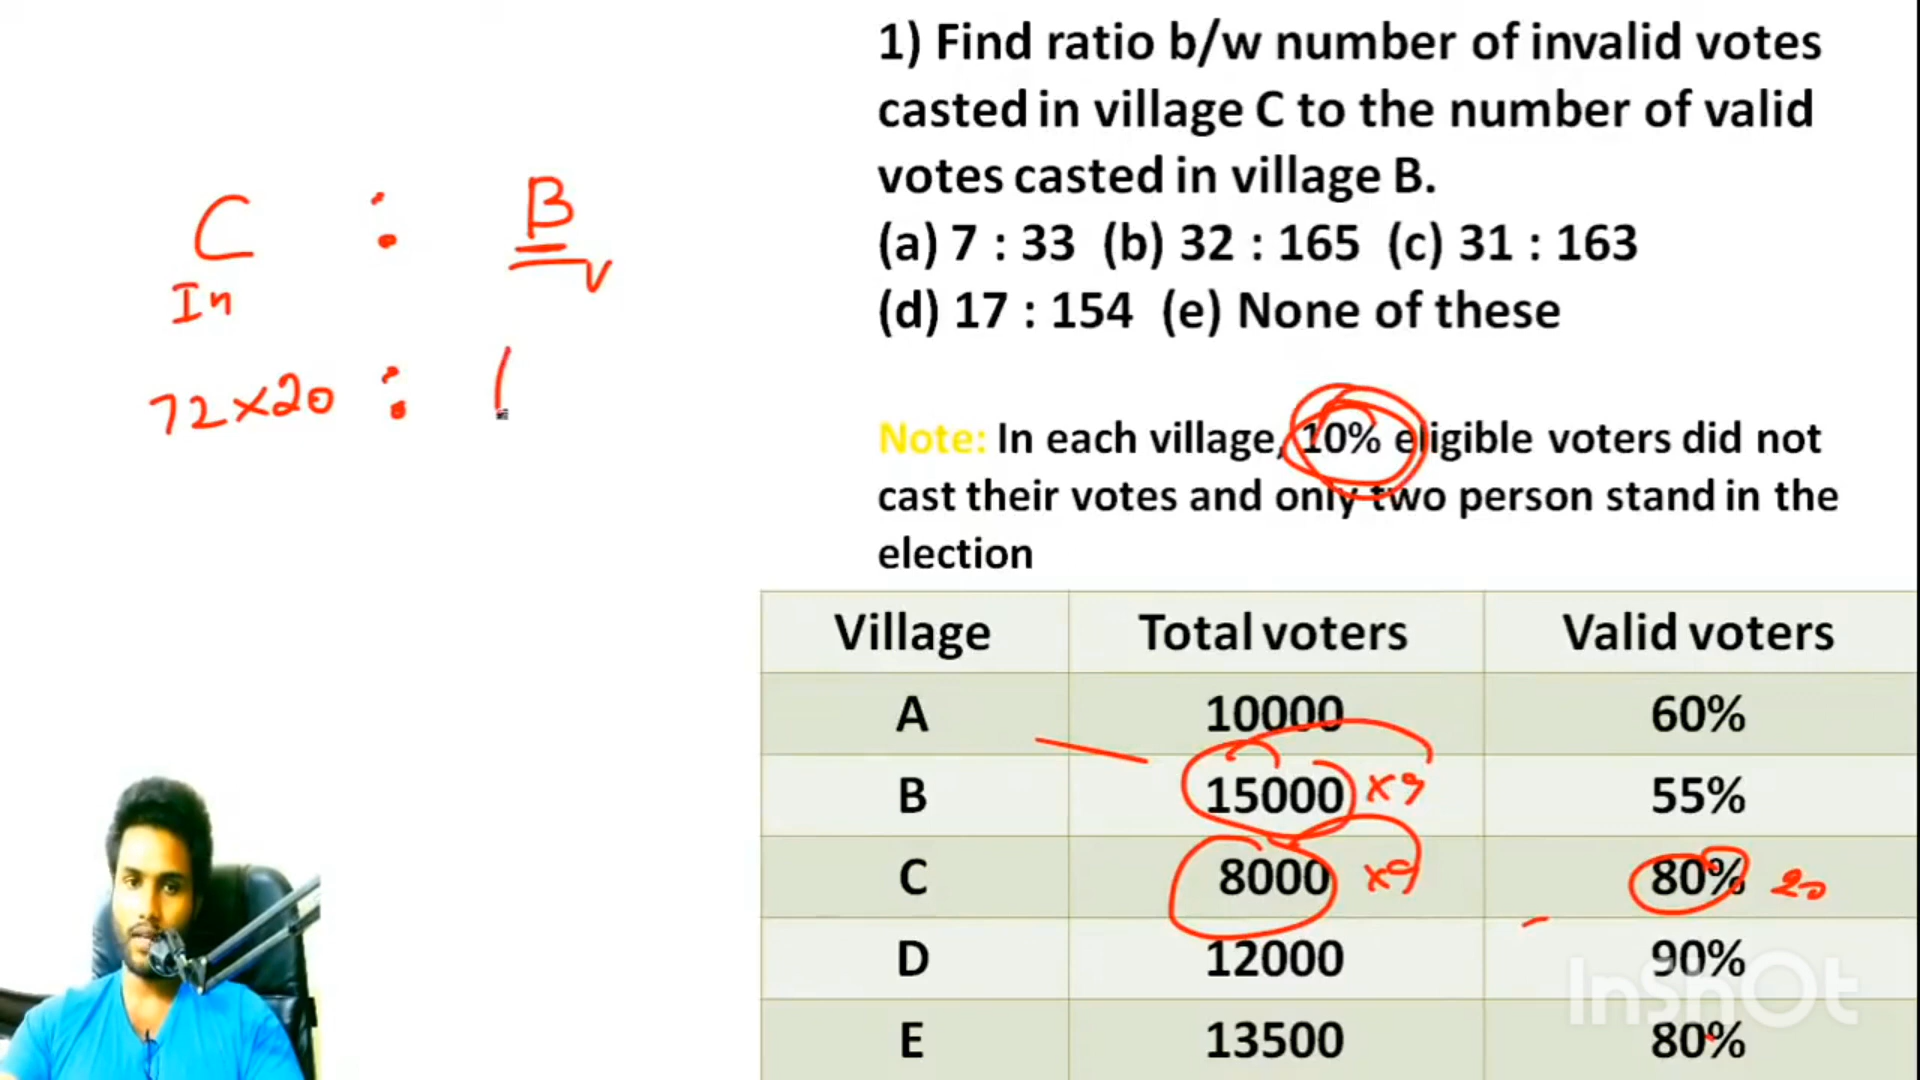 1) Find ratio b/w number of invalid votes
casted in village C to the number of valid
votes casted in village B.
(a) 7 : 33 (b) 32 : 165 (c) 31 : 163
(d) 17 : 154 (e) None of these
C : B
In V
72×20 : (
Note: In each village, 10% eligible voters did not
cast their votes and only two person stand in the
election
Village Total voters Valid voters
A 10000 60%
B 15000 ×9 55%
C 8000 ×9 80% 20
D 12000 90%
E 13500 80%
InShOt